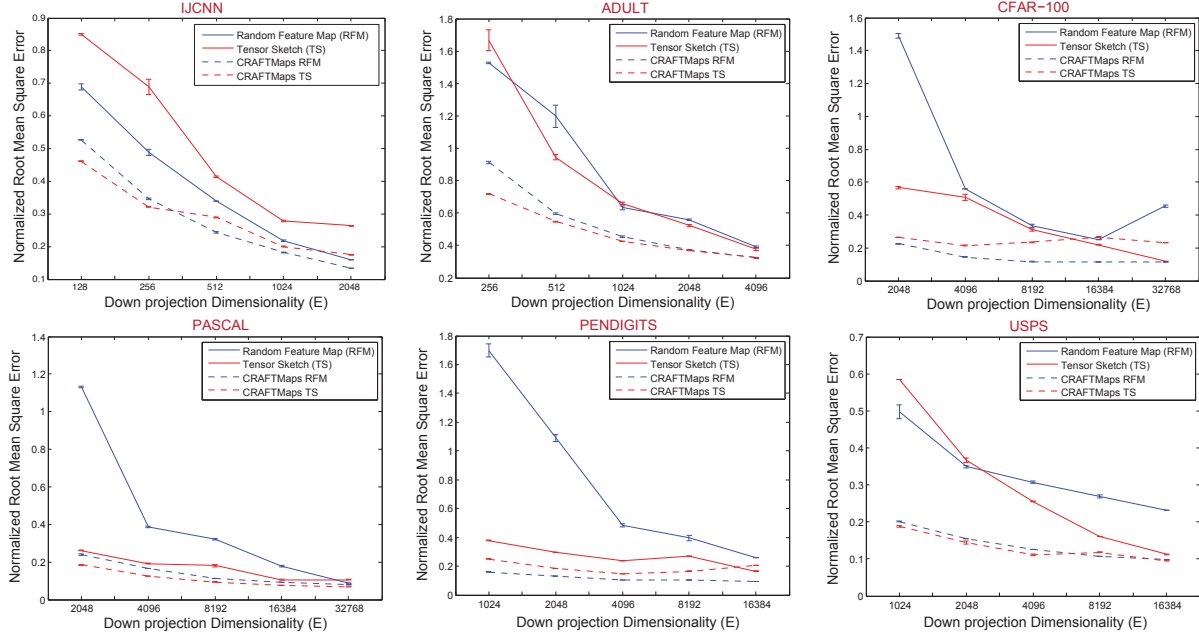 IJCNN
Normalized Root Mean Square Error
0.9
0.8
0.7
0.6
0.5
0.4
0.3
0.2
0.1
Random Feature Map (RFM)
Tensor Sketch (TS)
CRAFTMaps RFM
CRAFTMaps TS
128 256 512 1024 2048
Down projection Dimensionality (E)
ADULT
Normalized Root Mean Square Error
1.8
1.6
1.4
1.2
1
0.8
0.6
0.4
0.2
Random Feature Map (RFM)
Tensor Sketch (TS)
CRAFTMaps RFM
CRAFTMaps TS
256 512 1024 2048 4096
Down projection Dimensionality (E)
CFAR-100
Normalized Root Mean Square Error
1.6
1.4
1.2
1
0.8
0.6
0.4
0.2
0
Random Feature Map (RFM)
Tensor Sketch (TS)
CRAFTMaps RFM
CRAFTMaps TS
2048 4096 8192 16384 32768
Down projection Dimensionality (E)
PASCAL
Normalized Root Mean Square Error
1.4
1.2
1
0.8
0.6
0.4
0.2
0
Random Feature Map (RFM)
Tensor Sketch (TS)
CRAFTMaps RFM
CRAFTMaps TS
2048 4096 8192 16384 32768
Down projection Dimensionality (E)
PENDIGITS
Normalized Root Mean Square Error
1.8
1.6
1.4
1.2
1
0.8
0.6
0.4
0.2
0
Random Feature Map (RFM)
Tensor Sketch (TS)
CRAFTMaps RFM
CRAFTMaps TS
1024 2048 4096 8192 16384
Down projection Dimensionality (E)
USPS
Normalized Root Mean Square Error
0.7
0.6
0.5
0.4
0.3
0.2
0.1
0
Random Feature Map (RFM)
Tensor Sketch (TS)
CRAFTMaps RFM
CRAFTMaps TS
1024 2048 4096 8192 16384
Down projection Dimensionality (E)